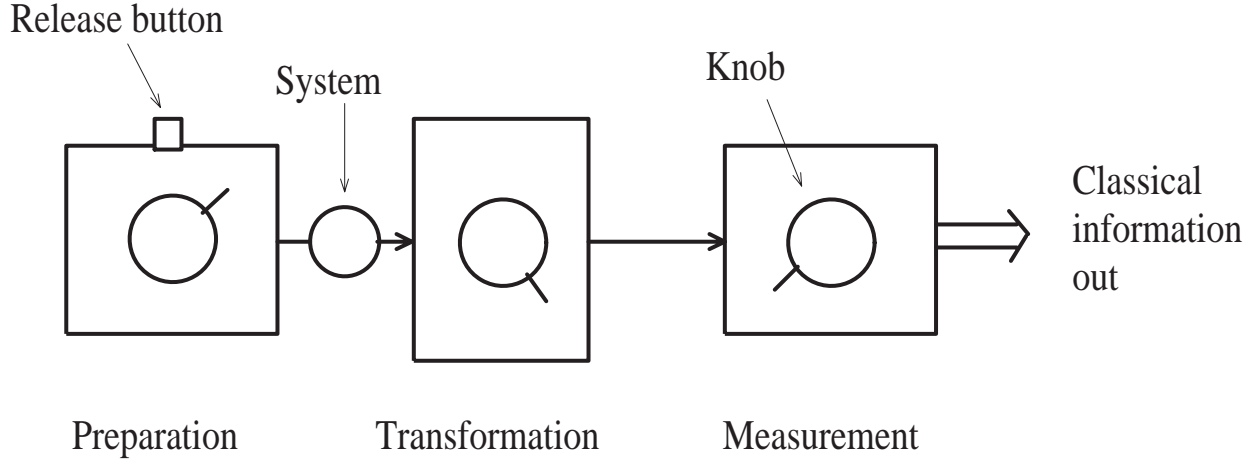 Release button
System
Knob
Classical
information
out
Preparation
Transformation
Measurement